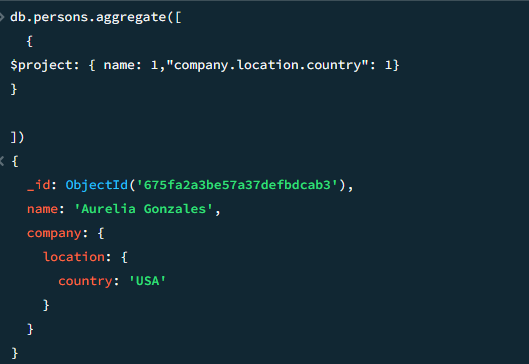 > db.persons.aggregate([
{
$project: { name: 1,"company.location.country": 1}
}
])
< {
_id: ObjectId('675fa2a3be57a37defbdcab3'),
name: 'Aurelia Gonzales',
company: {
location: {
country: 'USA'
}
}
}